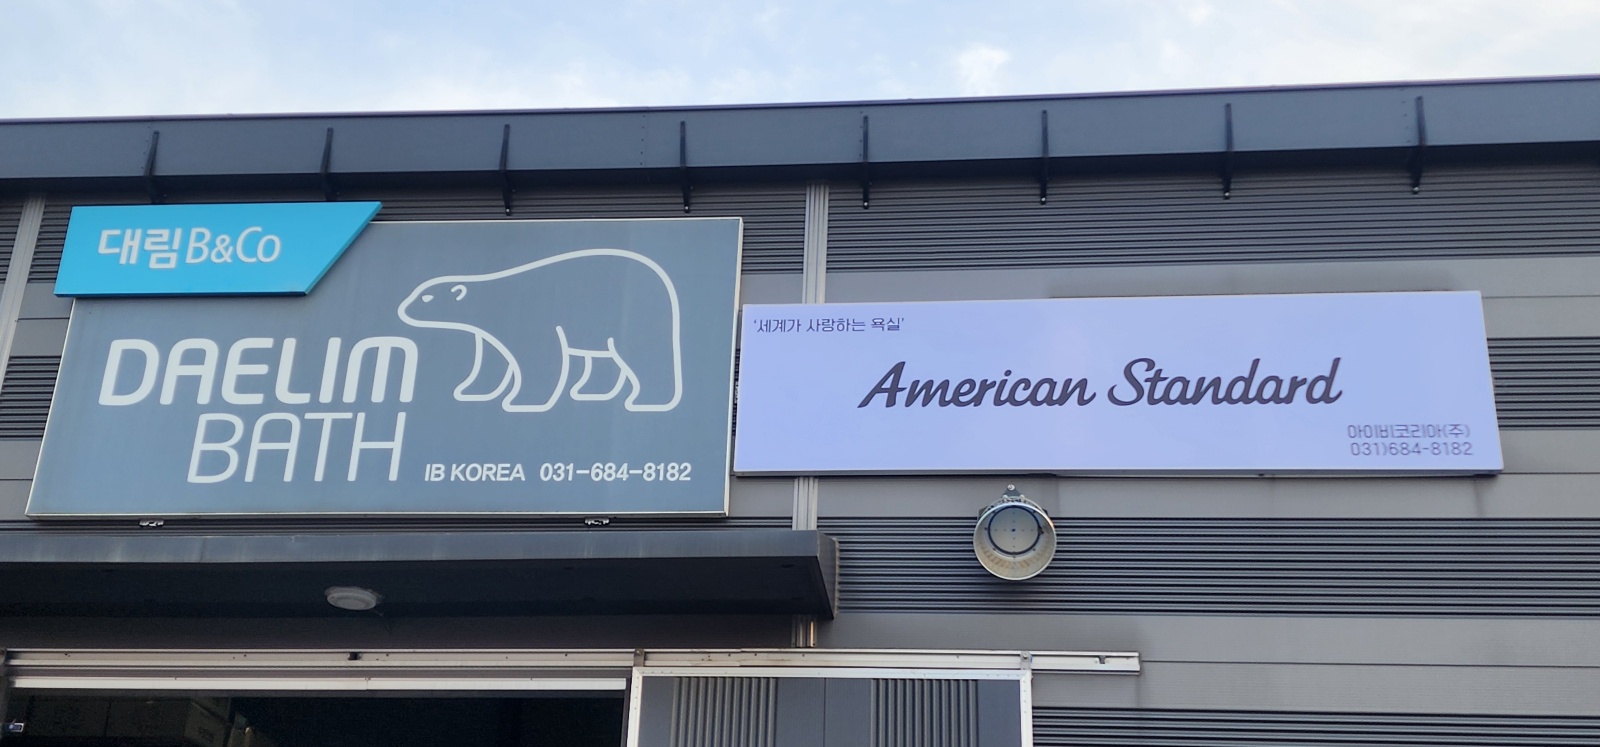 대림B&Co
DAELIM
BATH
IB KOREA 031-684-8182
'세계가 사랑하는 욕실'
American Standard
아이비코리아(주)
031)684-8182